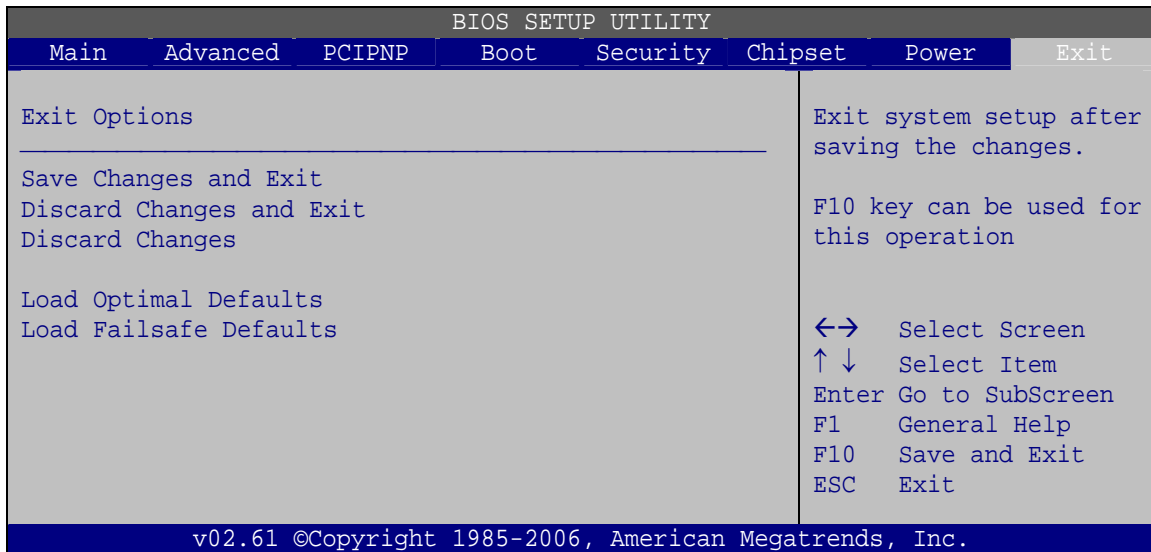 BIOS SETUP UTILITY
Main Advanced PCIPNP Boot Security Chipset Power Exit
Exit Options
Save Changes and Exit
Discard Changes and Exit
Discard Changes
Load Optimal Defaults
Load Failsafe Defaults
Exit system setup after
saving the changes.
F10 key can be used for
this operation
←→ Select Screen
↑ ↓ Select Item
Enter Go to SubScreen
F1 General Help
F10 Save and Exit
ESC Exit
v02.61 ©Copyright 1985-2006, American Megatrends, Inc.